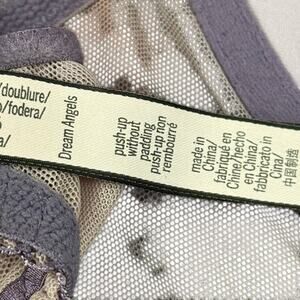 /doublure/
o/fodera/
a/
Dream Angels
push-up
without
padding
push-up non
rembourré
made in
China/
fabriqué en
Chine/hecho
en China/
fabbricato in
Cina/
中国制造